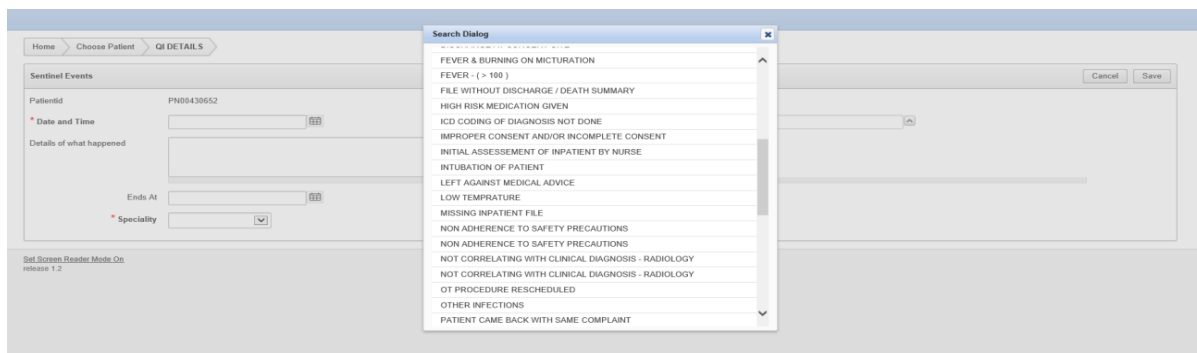 Home
Choose Patient
QI DETAILS
Sentinel Events
Cancel
Save
Patientid
PN00430652
* Date and Time
Details of what happened
Ends At
* Speciality
Set Screen Reader Mode On
release 1.2
Search Dialog
FEVER & BURNING ON MICTURATION
FEVER - ( > 100 )
FILE WITHOUT DISCHARGE / DEATH SUMMARY
HIGH RISK MEDICATION GIVEN
ICD CODING OF DIAGNOSIS NOT DONE
IMPROPER CONSENT AND/OR INCOMPLETE CONSENT
INITIAL ASSESSEMENT OF INPATIENT BY NURSE
INTUBATION OF PATIENT
LEFT AGAINST MEDICAL ADVICE
LOW TEMPRATURE
MISSING INPATIENT FILE
NON ADHERENCE TO SAFETY PRECAUTIONS
NON ADHERENCE TO SAFETY PRECAUTIONS
NOT CORRELATING WITH CLINICAL DIAGNOSIS - RADIOLOGY
NOT CORRELATING WITH CLINICAL DIAGNOSIS - RADIOLOGY
OT PROCEDURE RESCHEDULED
OTHER INFECTIONS
PATIENT CAME BACK WITH SAME COMPLAINT